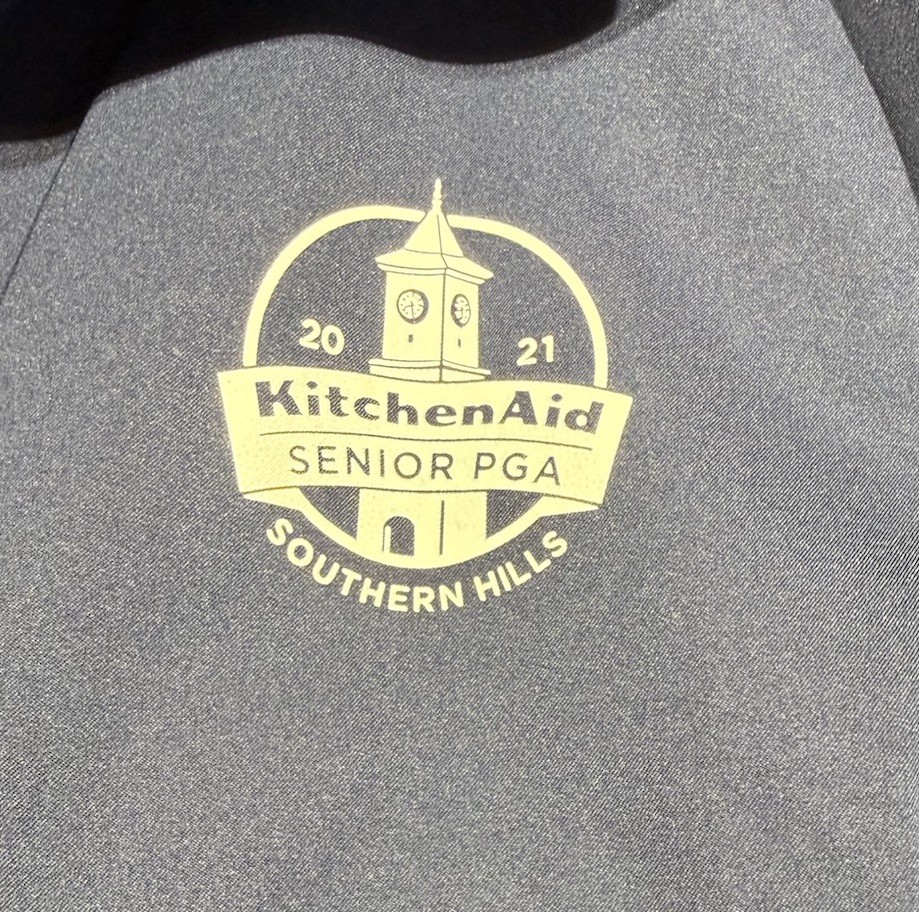 20 21
KitchenAid
SENIOR PGA
SOUTHERN HILLS